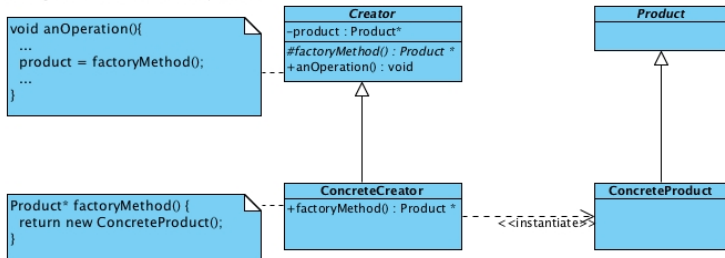 void anOperation(){
...
product = factoryMethod();
...
}
Creator
-product : Product*
#factoryMethod() : Product *
+anOperation() : void
Product
Product* factoryMethod() {
return new ConcreteProduct();
}
ConcreteCreator
+factoryMethod() : Product *
<<instantiate>>
ConcreteProduct